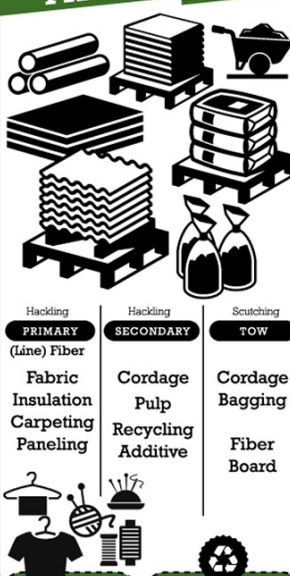 Hackling
PRIMARY
(Line) Fiber
Fabric
Insulation
Carpeting
Paneling
Hackling
SECONDARY
Cordage
Pulp
Recycling
Additive
Scutching
TOW
Cordage
Bagging
Fiber
Board